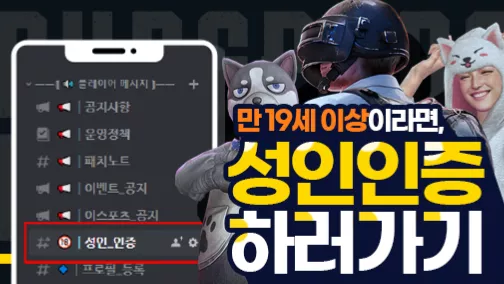 플레이어 메시지
공지사항
운영정책
패치노트
이벤트_공지
이스포츠_공지
성인_인증
프로필_등록
만 19세 이상이라면,
성인인증
하러가기